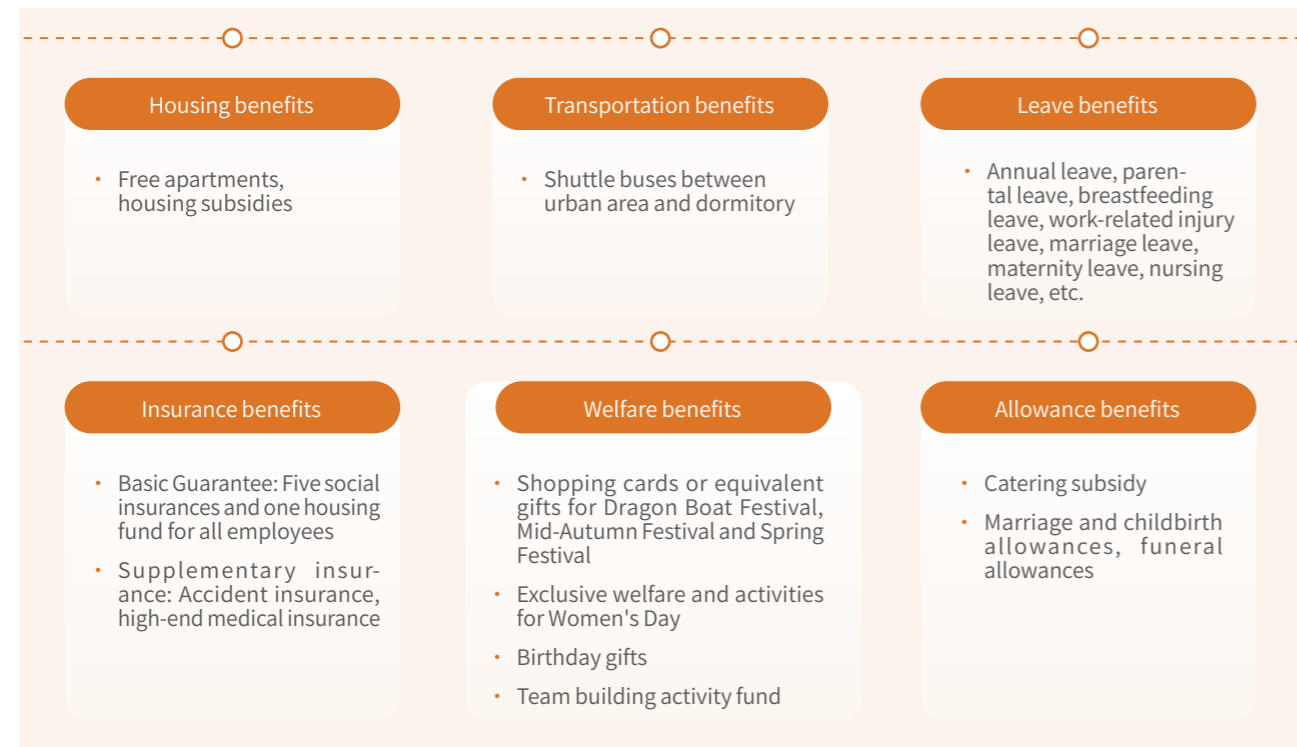 Housing benefits
• Free apartments,
housing subsidies
Transportation benefits
• Shuttle buses between
urban area and dormitory
Leave benefits
• Annual leave, paren-
tal leave, breastfeeding
leave, work-related injury
leave, marriage leave,
maternity leave, nursing
leave, etc.
Insurance benefits
• Basic Guarantee: Five social
insurances and one housing
fund for all employees
• Supplementary insur-
ance: Accident insurance,
high-end medical insurance
Welfare benefits
• Shopping cards or equivalent
gifts for Dragon Boat Festival,
Mid-Autumn Festival and Spring
Festival
• Exclusive welfare and activities
for Women's Day
• Birthday gifts
• Team building activity fund
Allowance benefits
• Catering subsidy
• Marriage and childbirth
allowances, funeral
allowances